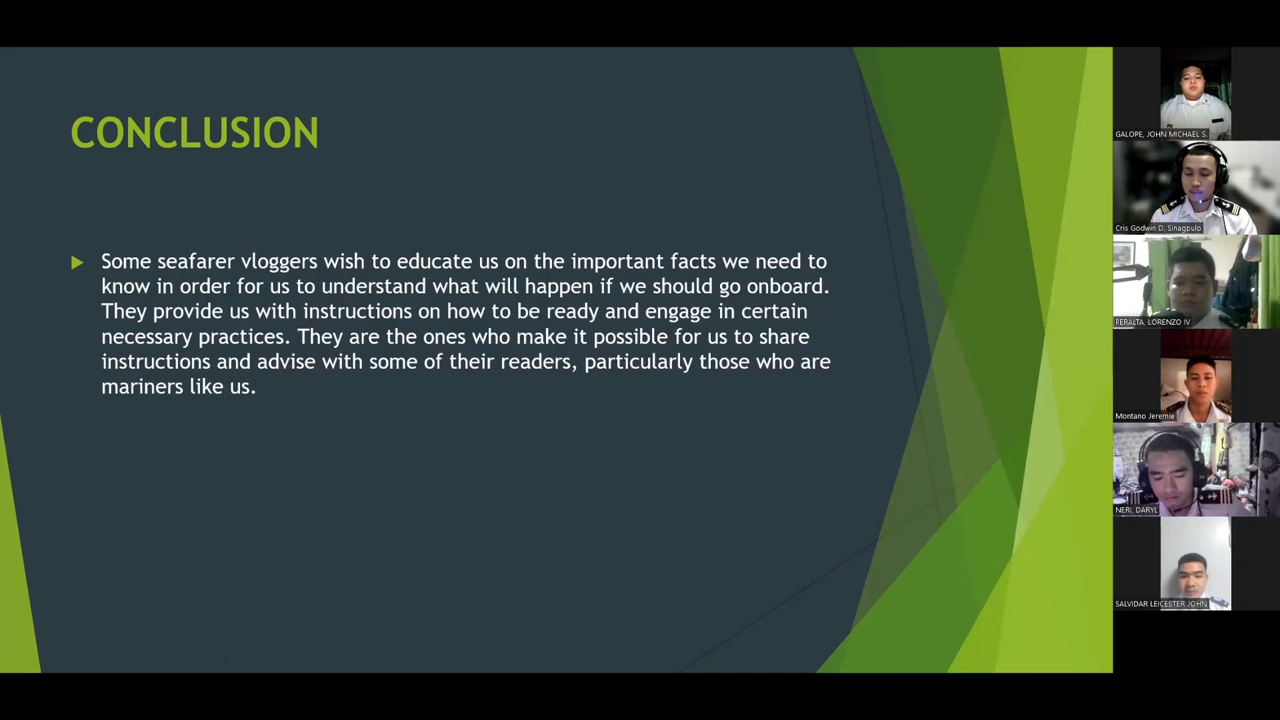 CONCLUSION
Some seafarer vloggers wish to educate us on the important facts we need to
know in order for us to understand what will happen if we should go onboard.
They provide us with instructions on how to be ready and engage in certain
necessary practices. They are the ones who make it possible for us to share
instructions and advise with some of their readers, particularly those who are
mariners like us.
GALOPE, JOHN MICHAEL S.
Cris Godwin D. Sinagpulo
PERALTA, LORENZO IV
Montano Jeremie
NERI, DARYL
SALVIDAR LEICESTER JOHN